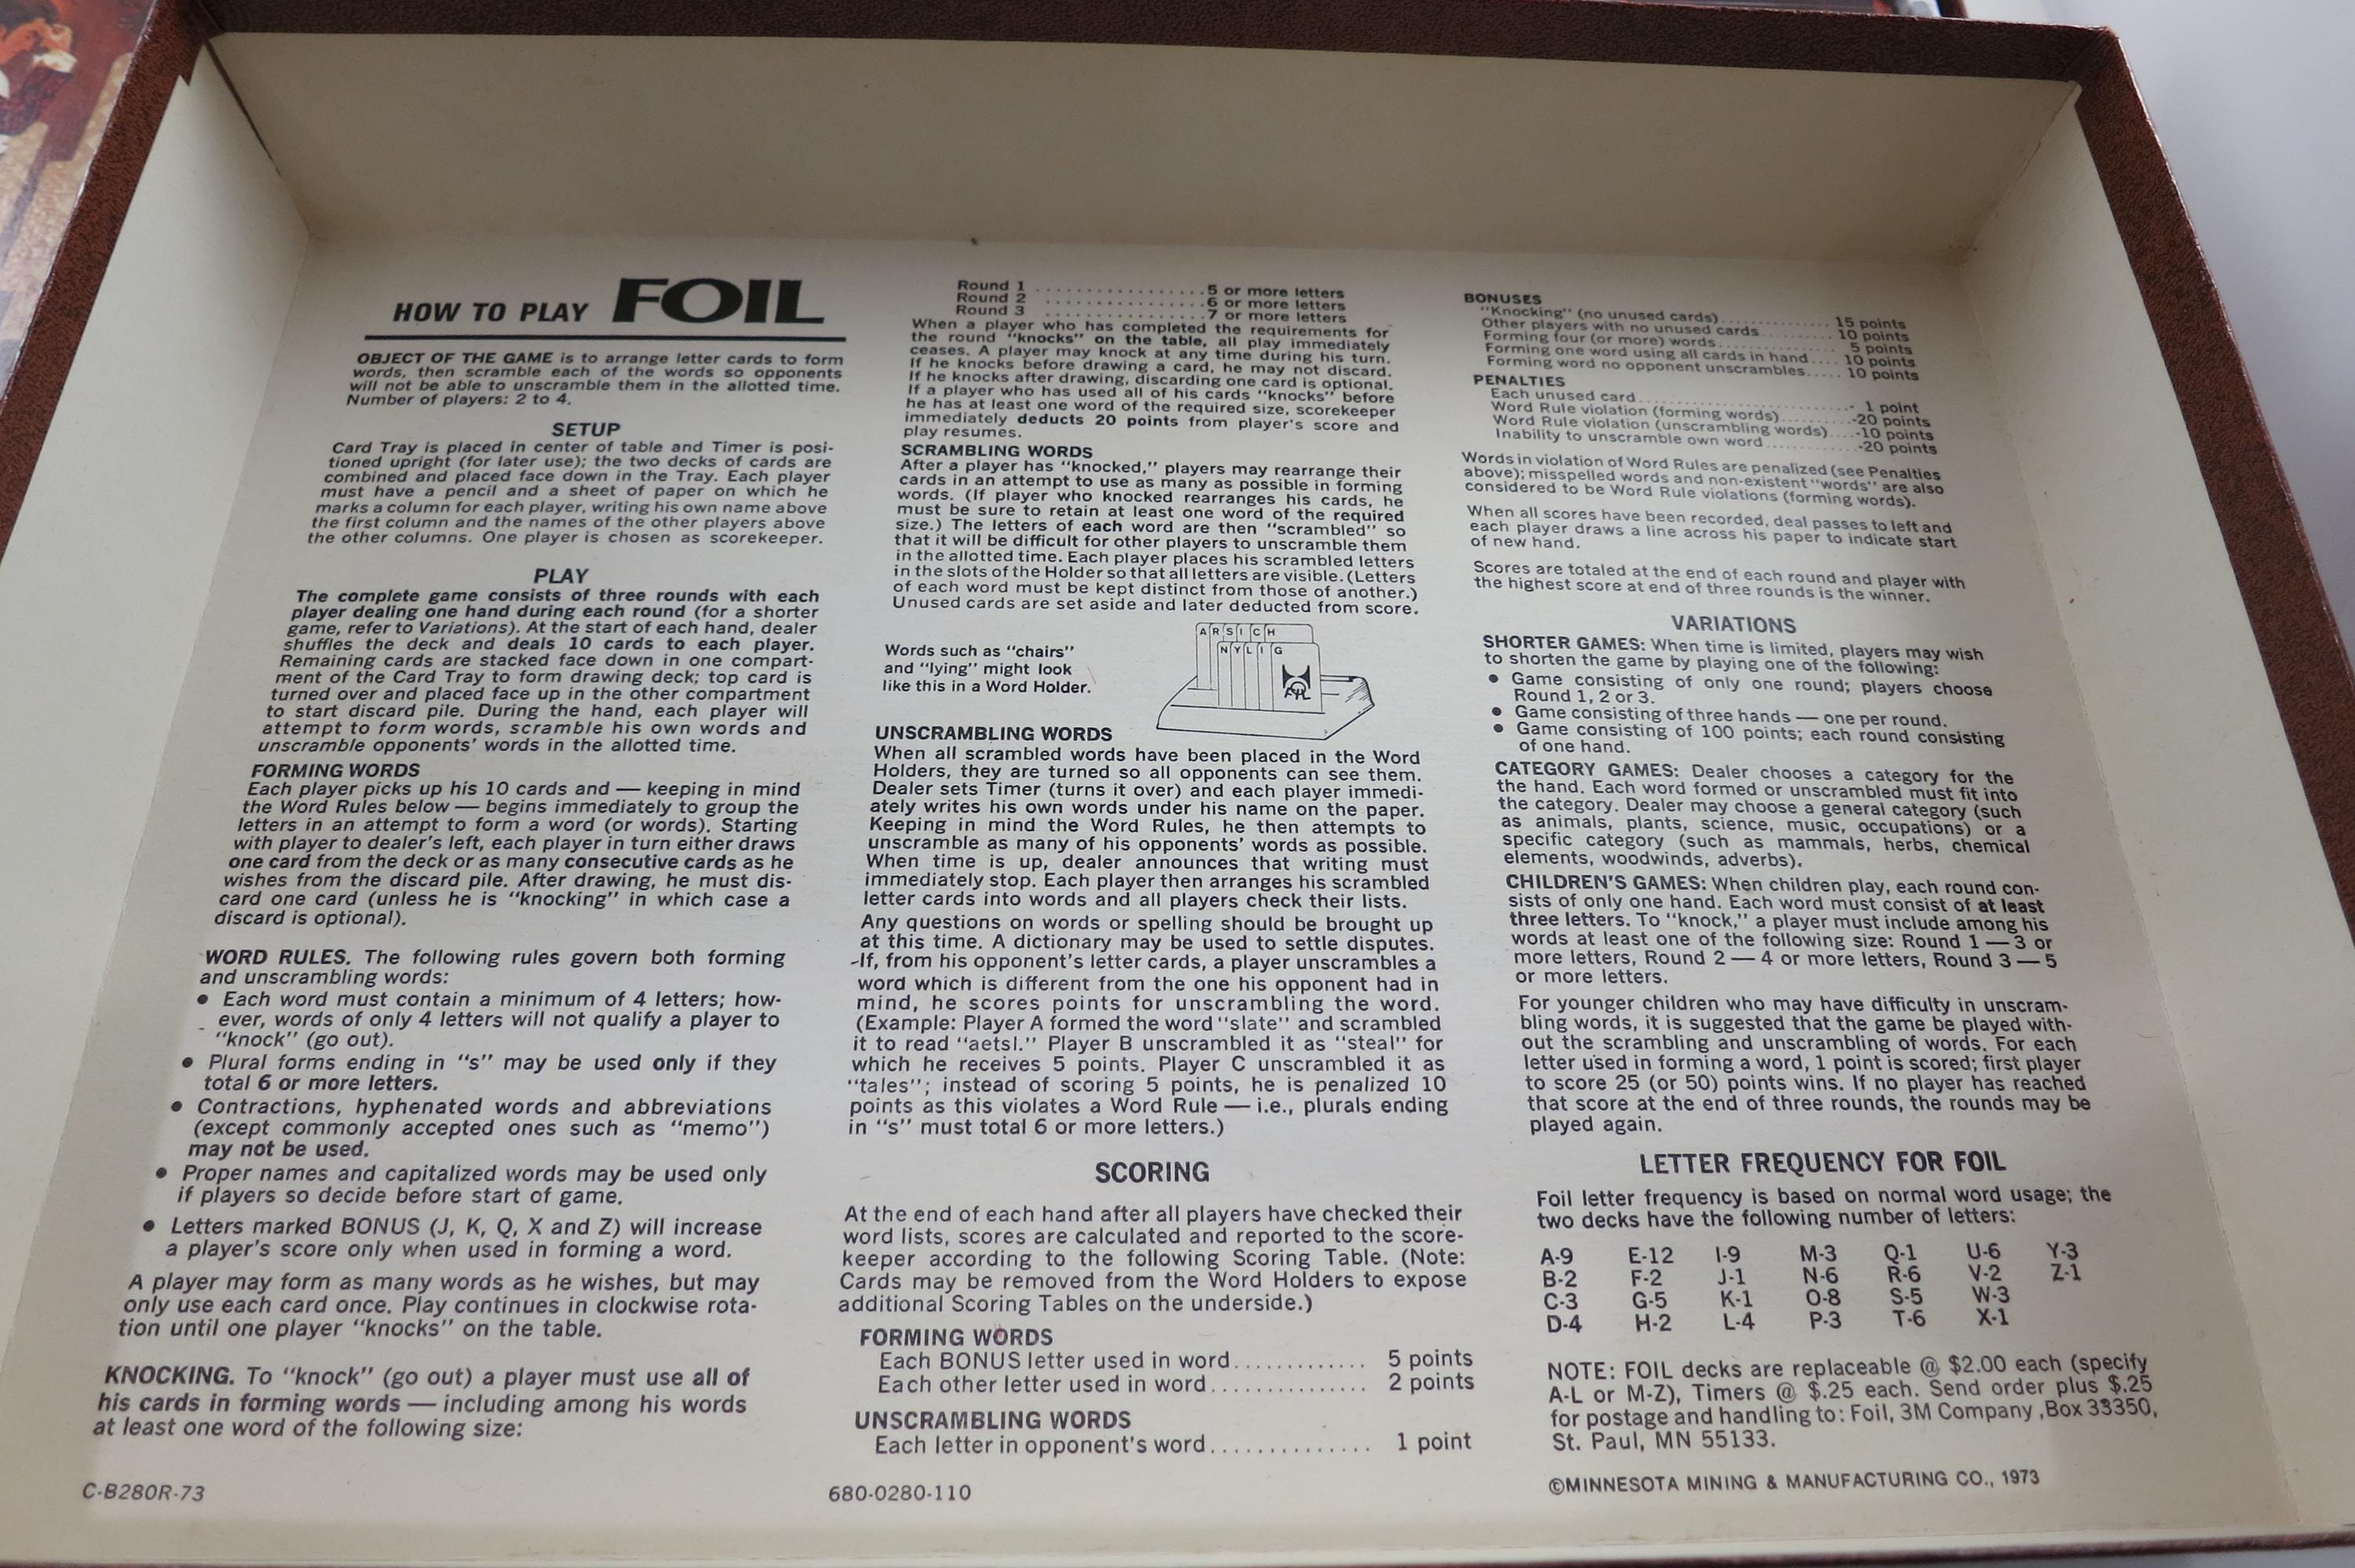 HOW TO PLAY FOIL
OBJECT OF THE GAME is to arrange letter cards to form
words, then scramble each of the words so opponents
will not be able to unscramble them in the allotted time.
Number of players: 2 to 4.
SETUP
Card Tray is placed in center of table and Timer is posi-
tioned upright (for later use); the two decks of cards are
combined and placed face down in the Tray. Each player
must have a pencil and a sheet of paper on which he
marks a column for each player, writing his own name above
the first column and the names of the other players above
the other columns. One player is chosen as scorekeeper.
PLAY
The complete game consists of three rounds with each
player dealing one hand during each round (for a shorter
game, refer to Variations). At the start of each hand, dealer
shuffles the deck and deals 10 cards to each player.
Remaining cards are stacked face down in one compart-
ment of the Card Tray to form drawing deck; top card is
turned over and placed face up in the other compartment
to start discard pile. During the hand, each player will
attempt to form words, scramble his own words and
unscramble opponents' words in the allotted time.
FORMING WORDS
Each player picks up his 10 cards and — keeping in mind
the Word Rules below — begins immediately to group the
letters in an attempt to form a word (or words). Starting
with player to dealer's left, each player in turn either draws
one card from the deck or as many consecutive cards as he
wishes from the discard pile. After drawing, he must dis-
card one card (unless he is "knocking" in which case a
discard is optional).
WORD RULES. The following rules govern both forming
and unscrambling words:
• Each word must contain a minimum of 4 letters; how-
ever, words of only 4 letters will not qualify a player to
"knock" (go out).
• Plural forms ending in "s" may be used only if they
total 6 or more letters.
• Contractions, hyphenated words and abbreviations
(except commonly accepted ones such as "memo")
may not be used.
• Proper names and capitalized words may be used only
if players so decide before start of game.
• Letters marked BONUS (J, K, Q, X and Z) will increase
a player's score only when used in forming a word.
A player may form as many words as he wishes, but may
only use each card once. Play continues in clockwise rota-
tion until one player "knocks" on the table.
KNOCKING. To "knock" (go out) a player must use all of
his cards in forming words — including among his words
at least one word of the following size:
C-B280R-73
Round 1 ................. 5 or more letters
Round 2 ................ 6 or more letters
Round 3 ................ 7 or more letters
When a player who has completed the requirements for
the round "knocks" on the table, all play immediately
ceases. A player may knock at any time during his turn.
If he knocks before drawing a card, he may not discard.
If he knocks after drawing, discarding one card is optional.
If a player who has used all of his cards "knocks" before
he has at least one word of the required size, scorekeeper
immediately deducts 20 points from player's score and
play resumes.
SCRAMBLING WORDS
After a player has "knocked," players may rearrange their
cards in an attempt to use as many as possible in forming
words. (If player who knocked rearranges his cards, he
must be sure to retain at least one word of the required
size.) The letters of each word are then "scrambled" so
that it will be difficult for other players to unscramble them
in the allotted time. Each player places his scrambled letters
in the slots of the Holder so that all letters are visible. (Letters
of each word must be kept distinct from those of another.)
Unused cards are set aside and later deducted from score.
Words such as "chairs"
and "lying" might look
like this in a Word Holder.
A R S I C H
N Y L I G
UNSCRAMBLING WORDS
When all scrambled words have been placed in the Word
Holders, they are turned so all opponents can see them.
Dealer sets Timer (turns it over) and each player immedi-
ately writes his own words under his name on the paper.
Keeping in mind the Word Rules, he then attempts to
unscramble as many of his opponents' words as possible.
When time is up, dealer announces that writing must
immediately stop. Each player then arranges his scrambled
letter cards into words and all players check their lists.
Any questions on words or spelling should be brought up
at this time. A dictionary may be used to settle disputes.
If, from his opponent's letter cards, a player unscrambles a
word which is different from the one his opponent had in
mind, he scores points for unscrambling the word.
(Example: Player A formed the word "slate" and scrambled
it to read "aetsl." Player B unscrambled it as "steal" for
which he receives 5 points. Player C unscrambled it as
"tales"; instead of scoring 5 points, he is penalized 10
points as this violates a Word Rule — i.e., plurals ending
in "s" must total 6 or more letters.)
SCORING
At the end of each hand after all players have checked their
word lists, scores are calculated and reported to the score-
keeper according to the following Scoring Table. (Note:
Cards may be removed from the Word Holders to expose
additional Scoring Tables on the underside.)
FORMING WORDS
Each BONUS letter used in word............ 5 points
Each other letter used in word.............. 2 points
UNSCRAMBLING WORDS
Each letter in opponent's word.............. 1 point
680-0280-110
BONUSES
"Knocking" (no unused cards)............ 15 points
Other players with no unused cards....... 10 points
Forming four (or more) words............. 5 points
Forming one word using all cards in hand.... 10 points
Forming word no opponent unscrambles..... 10 points
PENALTIES
Each unused card.......................- 1 point
Word Rule violation (forming words)..........-20 points
Word Rule violation (unscrambling words)....-10 points
Inability to unscramble own word............-20 points
Words in violation of Word Rules are penalized (see Penalties
above); misspelled words and non-existent "words" are also
considered to be Word Rule violations (forming words).
When all scores have been recorded, deal passes to left and
each player draws a line across his paper to indicate start
of new hand.
Scores are totaled at the end of each round and player with
the highest score at end of three rounds is the winner.
VARIATIONS
SHORTER GAMES: When time is limited, players may wish
to shorten the game by playing one of the following:
• Game consisting of only one round; players choose
Round 1, 2 or 3.
• Game consisting of three hands — one per round.
• Game consisting of 100 points; each round consisting
of one hand.
CATEGORY GAMES: Dealer chooses a category for the
the hand. Each word formed or unscrambled must fit into
the category. Dealer may choose a general category (such
as animals, plants, science, music, occupations) or a
specific category (such as mammals, herbs, chemical
elements, woodwinds, adverbs).
CHILDREN'S GAMES: When children play, each round con-
sists of only one hand. Each word must consist of at least
three letters. To "knock," a player must include among his
words at least one of the following size: Round 1 — 3 or
more letters, Round 2 — 4 or more letters, Round 3 — 5
or more letters.
For younger children who may have difficulty in unscram-
bling words, it is suggested that the game be played with-
out the scrambling and unscrambling of words. For each
letter used in forming a word, 1 point is scored; first player
to score 25 (or 50) points wins. If no player has reached
that score at the end of three rounds, the rounds may be
played again.
LETTER FREQUENCY FOR FOIL
Foil letter frequency is based on normal word usage; the
two decks have the following number of letters:
A-9 E-12 I-9 M-3 Q-1 U-6 Y-3
B-2 F-2 J-1 N-6 R-6 V-2 Z-1
C-3 G-5 K-1 O-8 S-5 W-3
D-4 H-2 L-4 P-3 T-6 X-1
NOTE: FOIL decks are replaceable @ $2.00 each (specify
A-L or M-Z), Timers @ $.25 each. Send order plus $.25
for postage and handling to: Foil, 3M Company ,Box 33350,
St. Paul, MN 55133.
©MINNESOTA MINING & MANUFACTURING CO., 1973